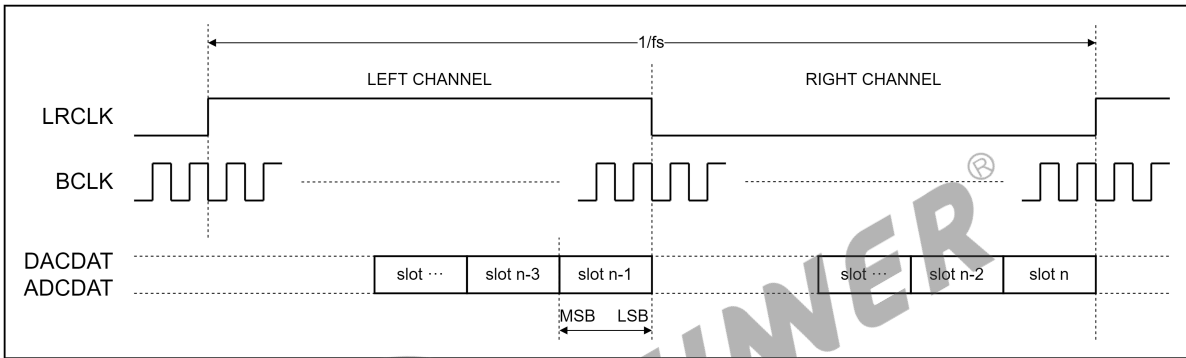 1/fs
LEFT CHANNEL
RIGHT CHANNEL
LRCLK
BCLK
DACDAT
ADCDAT
slot ⋯
slot n-3
slot n-1
slot ⋯
slot n-2
slot n
MSB
LSB
®